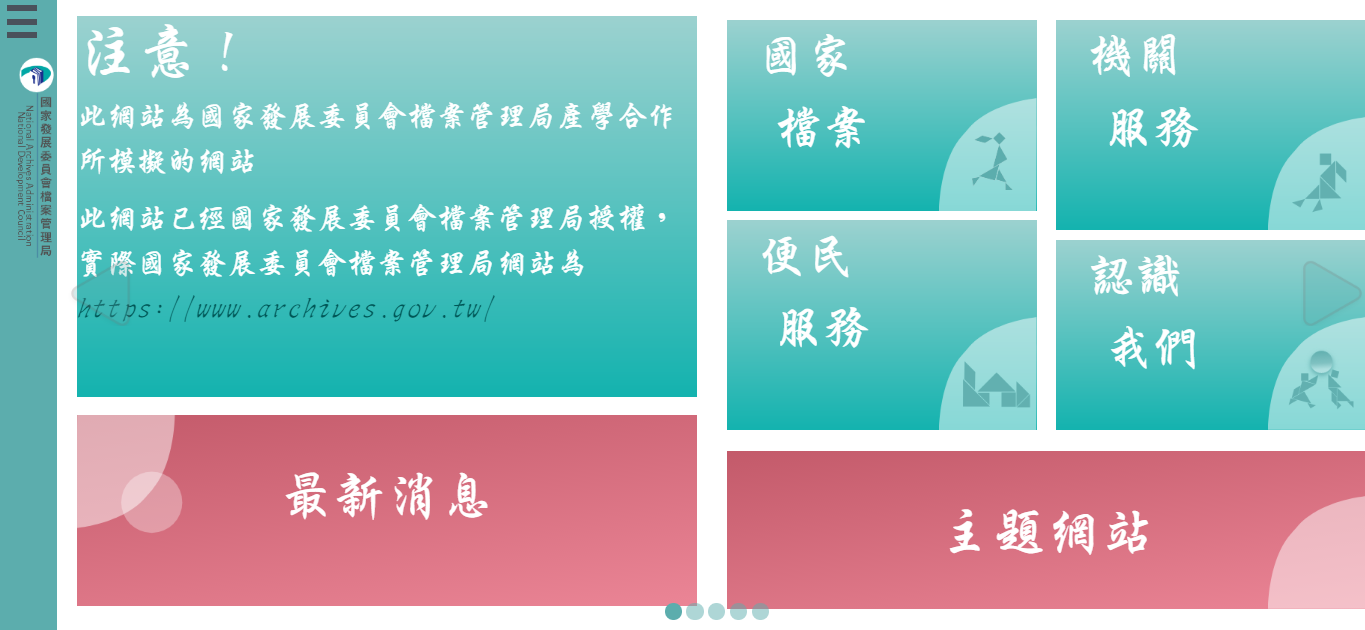 國家發展委員會檔案管理局
National Archives Administration
National Development Council
注意！
此網站為國家發展委員會檔案管理局產學合作
所模擬的網站
此網站已經國家發展委員會檔案管理局授權，
實際國家發展委員會檔案管理局網站為
https://www.archives.gov.tw/
最新消息
國家
檔案
機關
服務
便民
服務
認識
我們
主題網站